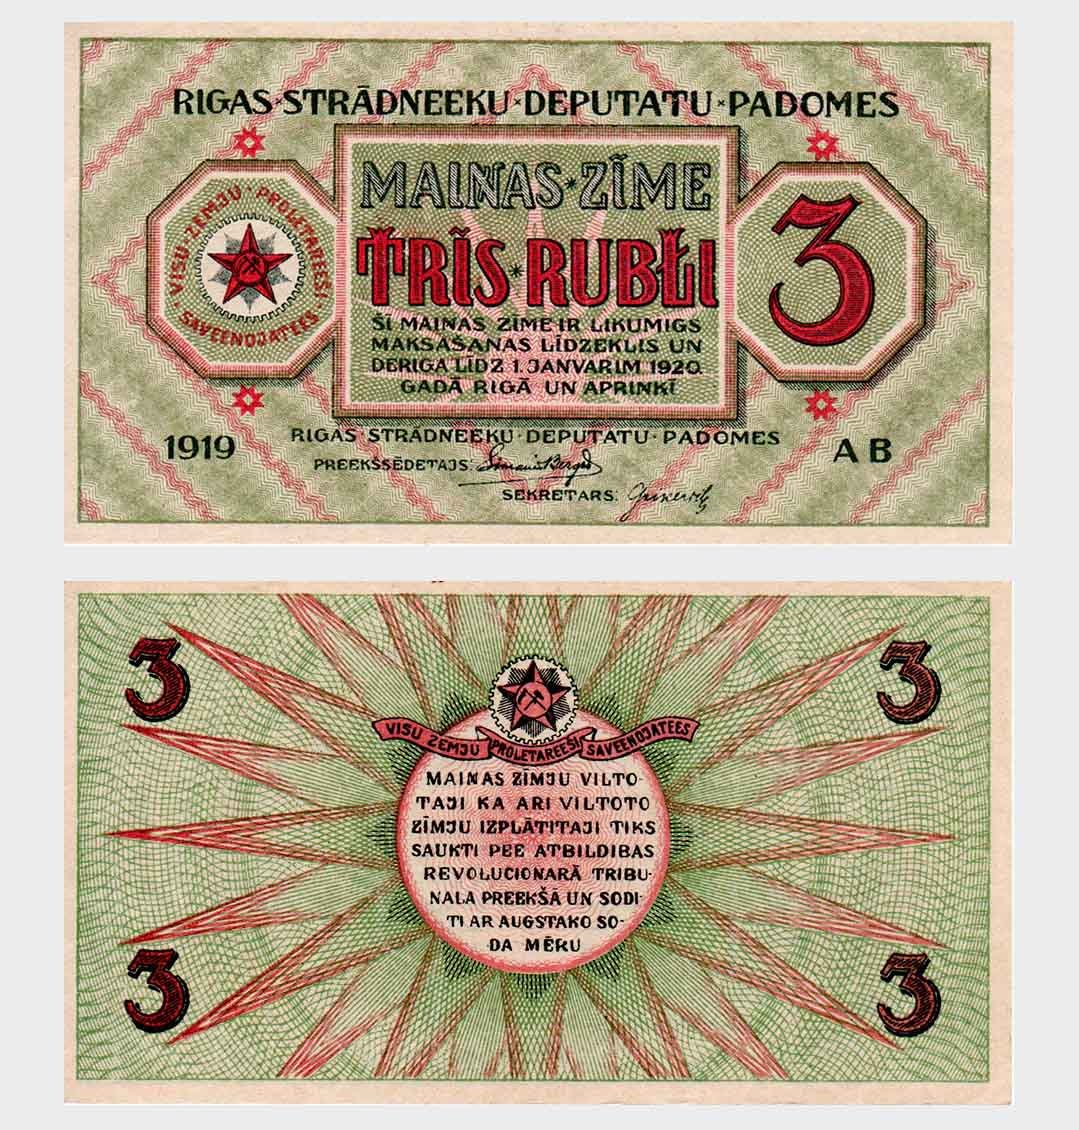 RIGAS × STRĀDNEEKU × DEPUTATU × PADOMES
VISU · ZEMJU · PROLETAREEŠI · SAVEENOJATEES
MAIŅAS × ZĪME
TRĪS × RUBŁI
3
ŠI MAIŅAS ZĪME IR LIKUMIGS
MAKSAŠANAS LĪDZEKLIS UN
DERIGA LĪDZ 1. JANVARIM 1920.
GADĀ RIGĀ UN APRIŅĶĪ
1919
RIGAS · STRĀDNEEKU · DEPUTATU · PADOMES
AB
PREEKŠSĒDETAJS:
SEKRETARS:
3
3
VISU ZEMJU PROLETAREEŠI SAVEENOJATEES
MAIŅAS ZĪMJU VILTO-
TAJI KA ARI VILTOTO
ZĪMJU IZPLĀTITAJI TIKS
SAUKTI PEE ATBILDIBAS
REVOLUCIONARĀ TRIBU-
NALA PREEKŠĀ UN SODI-
TI AR AUGSTAKO SO-
DA MĒRU
3
3